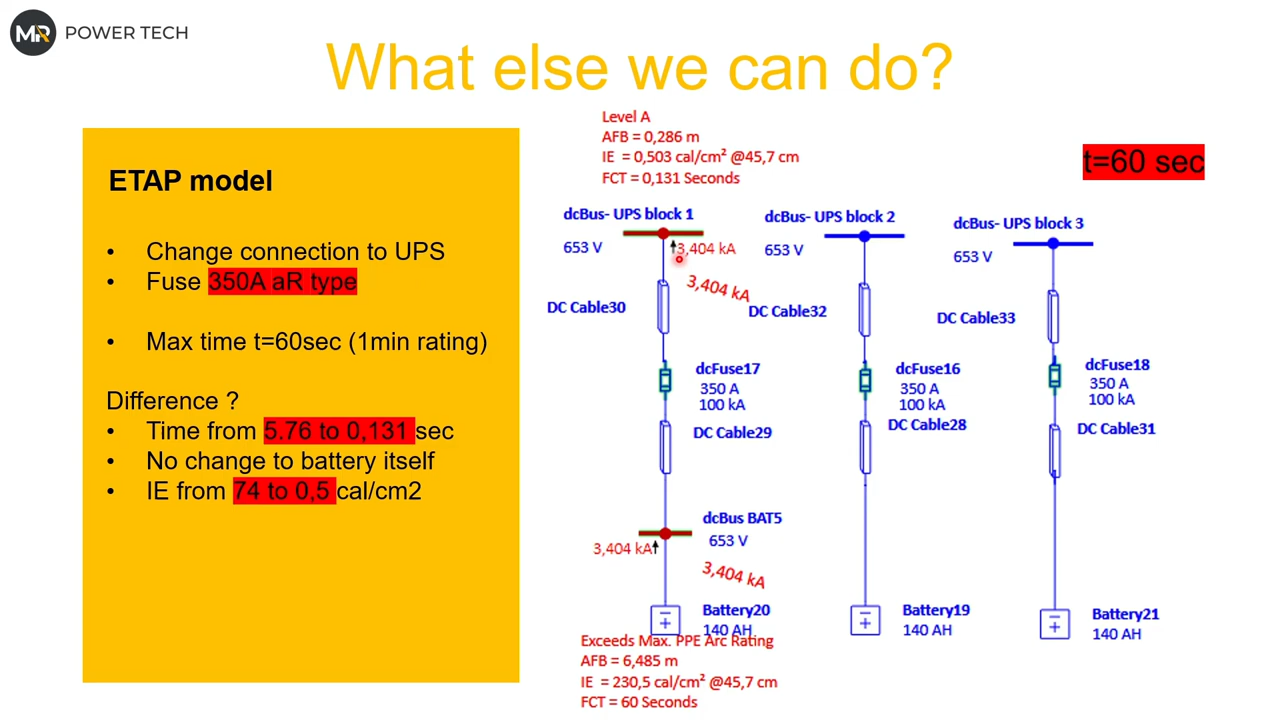 MR POWER TECH
What else we can do?
ETAP model
• Change connection to UPS
• Fuse 350A aR type
• Max time t=60sec (1min rating)
Difference ?
• Time from 5.76 to 0,131 sec
• No change to battery itself
• IE from 74 to 0,5 cal/cm2
Level A
AFB = 0,286 m
IE = 0,503 cal/cm² @45,7 cm
FCT = 0,131 Seconds
t=60 sec
dcBus- UPS block 1
653 V
3,404 kA
3,404 kA
DC Cable30
dcFuse17
350 A
100 kA
DC Cable29
dcBus BAT5
653 V
3,404 kA
3,404 kA
Battery20
140 AH
Exceeds Max. PPE Arc Rating
AFB = 6,485 m
IE = 230,5 cal/cm² @45,7 cm
FCT = 60 Seconds
dcBus- UPS block 2
653 V
DC Cable32
dcFuse16
350 A
100 kA
DC Cable28
Battery19
140 AH
dcBus- UPS block 3
653 V
DC Cable33
dcFuse18
350 A
100 kA
DC Cable31
Battery21
140 AH